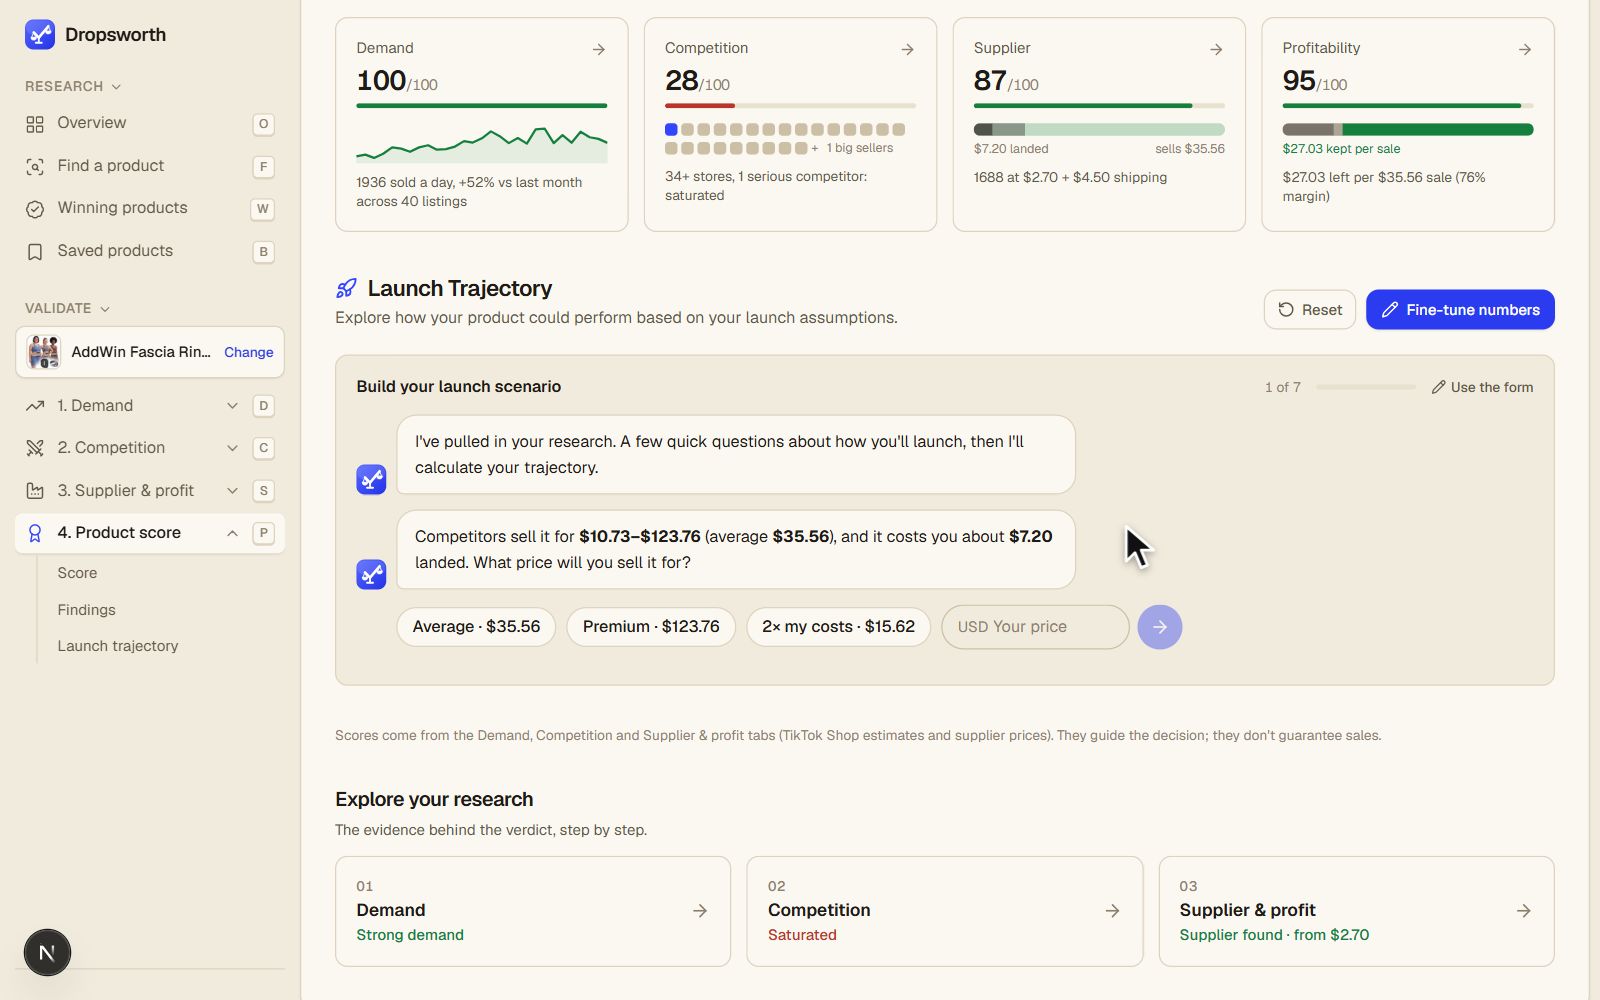 Dropsworth
RESEARCH
Overview O
Find a product F
Winning products W
Saved products B
VALIDATE
AddWin Fascia Rin... Change
1. Demand D
2. Competition C
3. Supplier & profit S
4. Product score P
Score
Findings
Launch trajectory
N
Demand
100/100
1936 sold a day, +52% vs last month
across 40 listings
Competition
28/100
+ 1 big sellers
34+ stores, 1 serious competitor:
saturated
Supplier
87/100
$7.20 landed sells $35.56
1688 at $2.70 + $4.50 shipping
Profitability
95/100
$27.03 kept per sale
$27.03 left per $35.56 sale (76%
margin)
Launch Trajectory
Explore how your product could perform based on your launch assumptions.
Reset
Fine-tune numbers
Build your launch scenario
1 of 7
Use the form
I've pulled in your research. A few quick questions about how you'll launch, then I'll
calculate your trajectory.
Competitors sell it for $10.73–$123.76 (average $35.56), and it costs you about $7.20
landed. What price will you sell it for?
Average · $35.56
Premium · $123.76
2× my costs · $15.62
USD Your price
Scores come from the Demand, Competition and Supplier & profit tabs (TikTok Shop estimates and supplier prices). They guide the decision; they don't guarantee sales.
Explore your research
The evidence behind the verdict, step by step.
01
Demand
Strong demand
02
Competition
Saturated
03
Supplier & profit
Supplier found · from $2.70